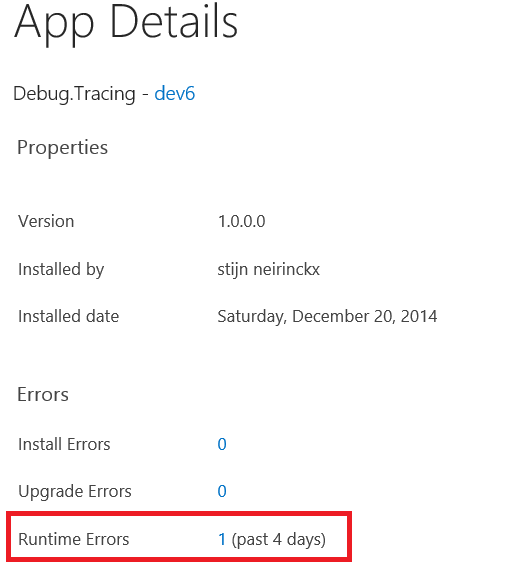 App Details
Debug.Tracing - dev6
Properties
Version 1.0.0.0
Installed by stijn neirinckx
Installed date Saturday, December 20, 2014
Errors
Install Errors 0
Upgrade Errors 0
Runtime Errors 1 (past 4 days)